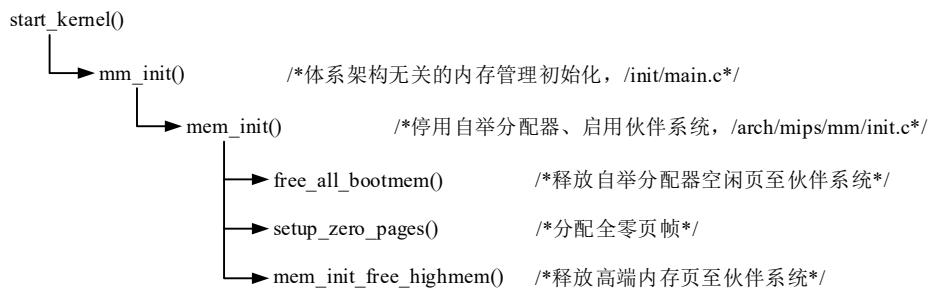 start_kernel()
mm_init() /*体系架构无关的内存管理初始化，/init/main.c*/
mem_init() /*停用自举分配器、启用伙伴系统，/arch/mips/mm/init.c*/
free_all_bootmem() /*释放自举分配器空闲页至伙伴系统*/
setup_zero_pages() /*分配全零页帧*/
mem_init_free_highmem() /*释放高端内存页至伙伴系统*/